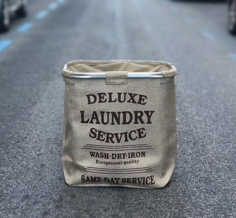 DELUXE
LAUNDRY
SERVICE
WASH-DRY-IRON
Exceptional quality
SAME DAY SERVICE